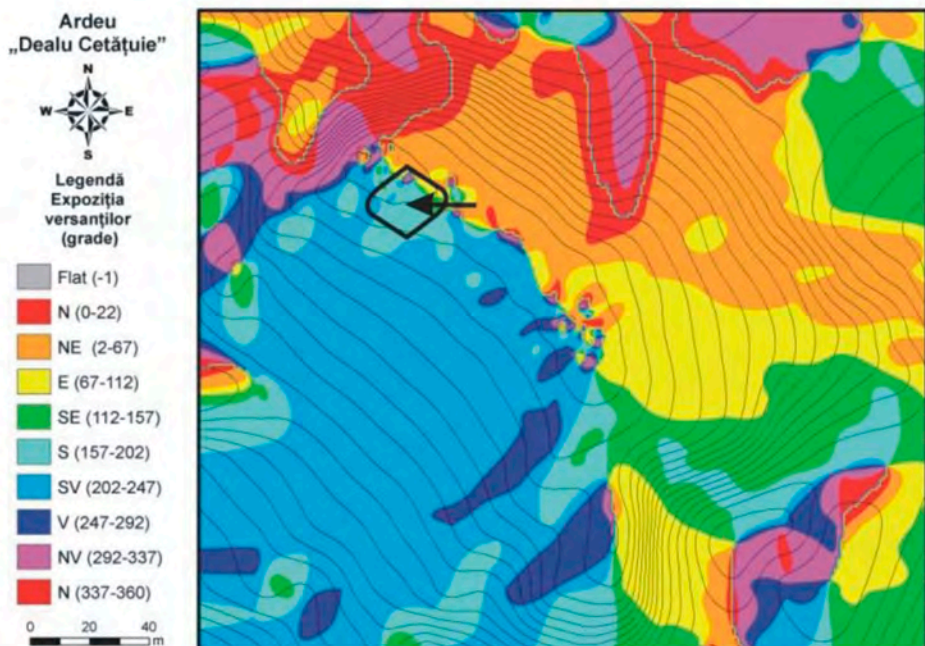 Ardeu
„Dealu Cetățuie”
N
W E
S
Legendă
Expoziția
versanților
(grade)
Flat (-1)
N (0-22)
NE (2-67)
E (67-112)
SE (112-157)
S (157-202)
SV (202-247)
V (247-292)
NV (292-337)
N (337-360)
0 20 40
m